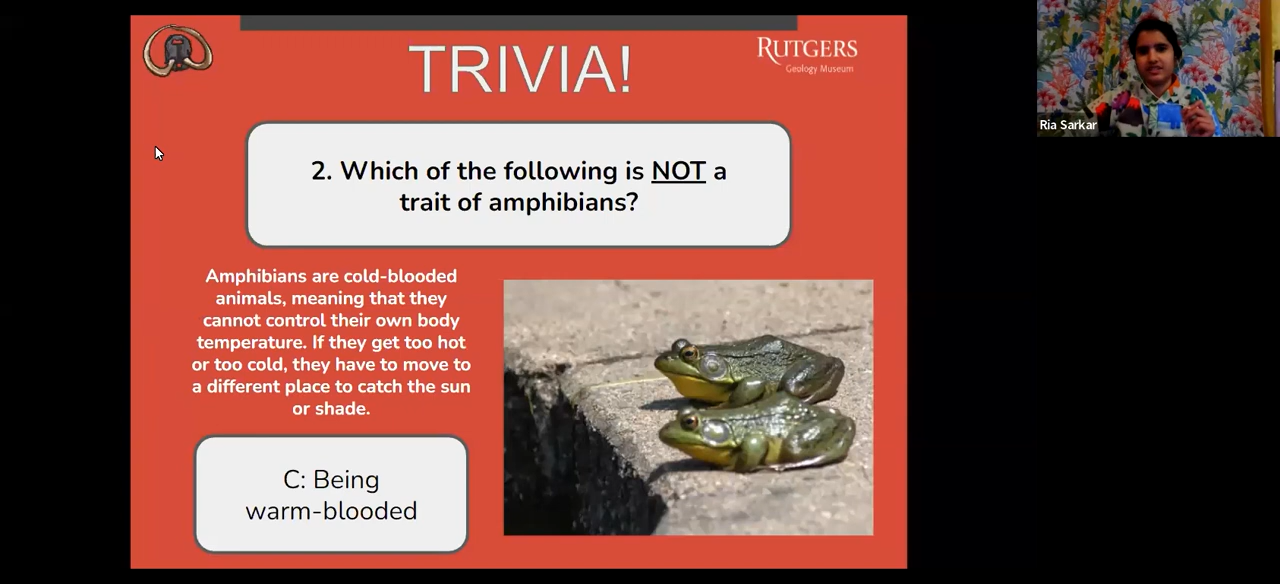 TRIVIA!
RUTGERS
Geology Museum
Ria Sarkar
2. Which of the following is NOT a
trait of amphibians?
Amphibians are cold-blooded
animals, meaning that they
cannot control their own body
temperature. If they get too hot
or too cold, they have to move to
a different place to catch the sun
or shade.
C: Being
warm-blooded